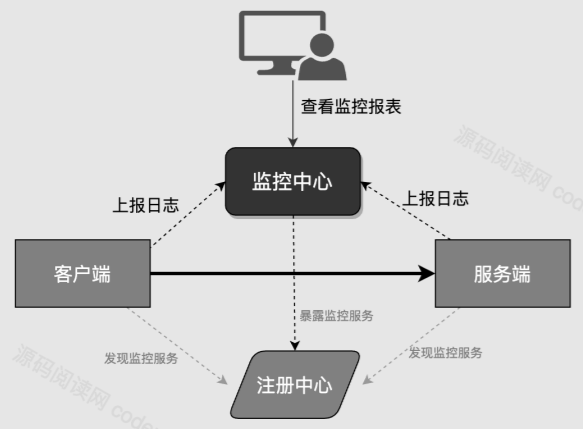 查看监控报表
源码阅读网 cod
监控中心
上报日志
上报日志
客户端
服务端
暴露监控服务
发现监控服务
发现监控服务
源码阅读网 code
注册中心